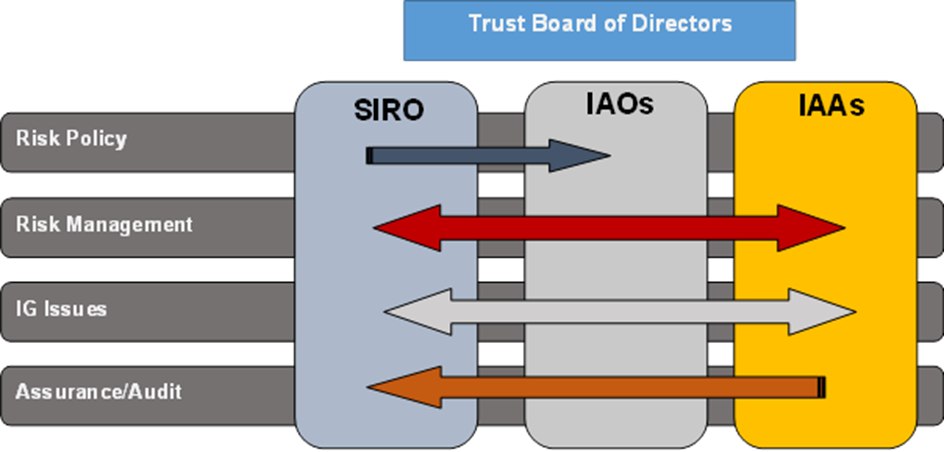 Trust Board of Directors
SIRO
IAOs
IAAs
Risk Policy
Risk Management
IG Issues
Assurance/Audit